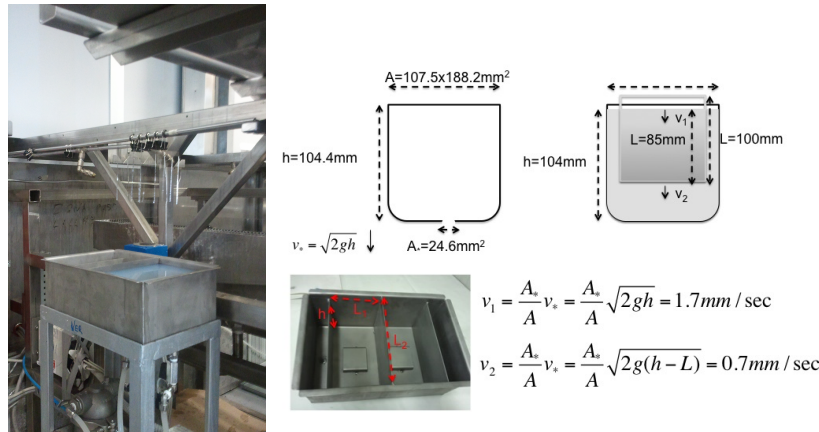 A=107.5x188.2mm²
h=104.4mm
v* = √2gh
A*=24.6mm²
v₁
L=85mm
L=100mm
h=104mm
v₂
h
L₁
L₂
v₁ = A*/A v* = A*/A √2gh = 1.7mm / sec
v₂ = A*/A v* = A*/A √2g(h − L) = 0.7mm / sec